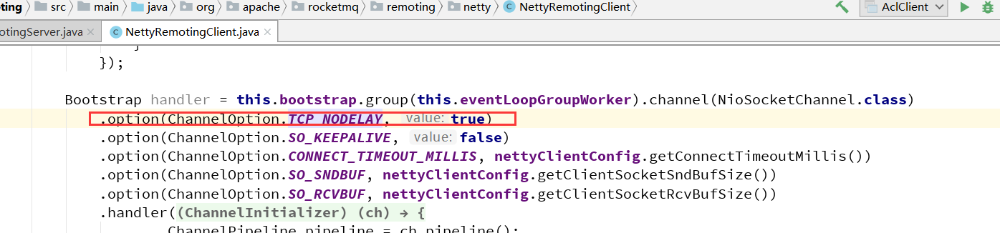 oting src main java org apache rocketmq remoting netty NettyRemotingClient AclClient
otingServer.java NettyRemotingClient.java
}
});
Bootstrap handler = this.bootstrap.group(this.eventLoopGroupWorker).channel(NioSocketChannel.class)
.option(ChannelOption.TCP_NODELAY, value: true)
.option(ChannelOption.SO_KEEPALIVE, value: false)
.option(ChannelOption.CONNECT_TIMEOUT_MILLIS, nettyClientConfig.getConnectTimeoutMillis())
.option(ChannelOption.SO_SNDBUF, nettyClientConfig.getClientSocketSndBufSize())
.option(ChannelOption.SO_RCVBUF, nettyClientConfig.getClientSocketRcvBufSize())
.handler((ChannelInitializer) (ch) → {
ChannelPipeline pipeline = ch.pipeline();